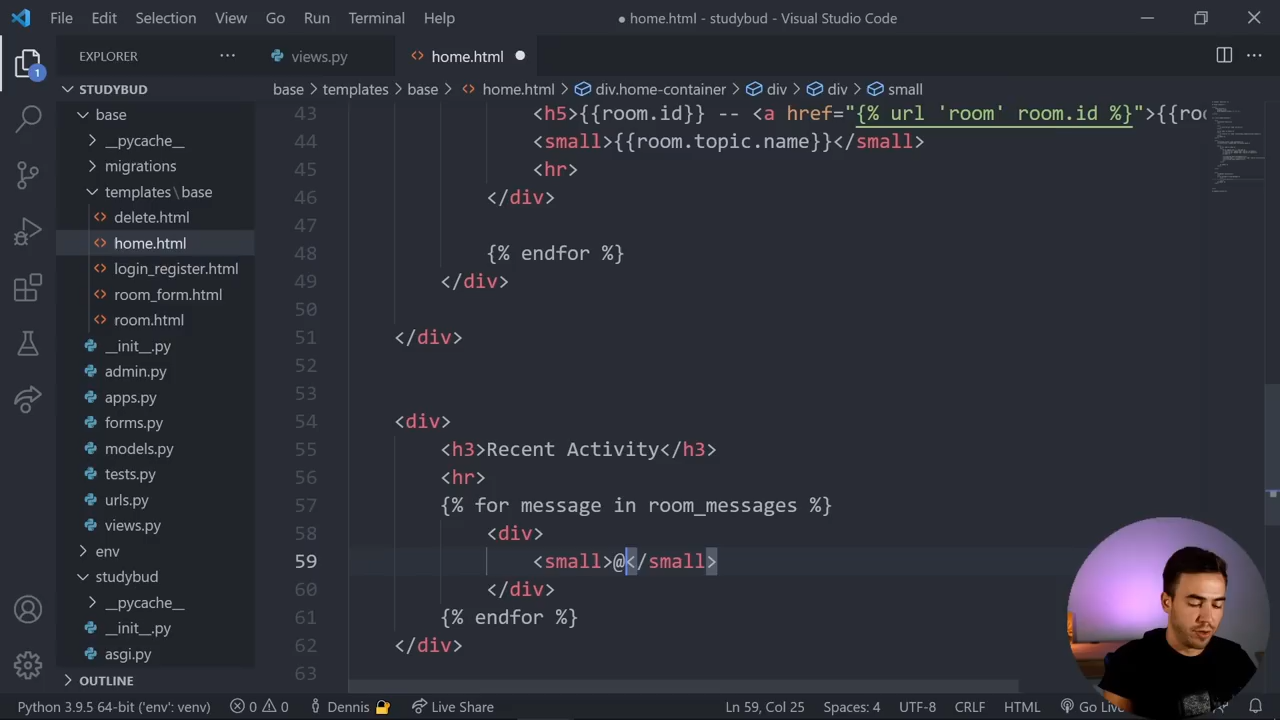 File Edit Selection View Go Run Terminal Help
● home.html - studybud - Visual Studio Code
EXPLORER
views.py
home.html
STUDYBUD
base > templates > base > home.html > div.home-container > div > div > small
base
__pycache__
migrations
templates\base
delete.html
home.html
login_register.html
room_form.html
room.html
__init__.py
admin.py
apps.py
forms.py
models.py
tests.py
urls.py
views.py
env
studybud
__pycache__
__init__.py
asgi.py
OUTLINE
1
43 <h5>{{room.id}} -- <a href="{% url 'room' room.id %}">{{roo
44 <small>{{room.topic.name}}</small>
45 <hr>
46 </div>
47
48 {% endfor %}
49 </div>
50
51 </div>
52
53
54 <div>
55 <h3>Recent Activity</h3>
56 <hr>
57 {% for message in room_messages %}
58 <div>
59 <small>@</small>
60 </div>
61 {% endfor %}
62 </div>
63
Python 3.9.5 64-bit ('env': venv) 0 0 Dennis Live Share Ln 59, Col 25 Spaces: 4 UTF-8 CRLF HTML Go Live